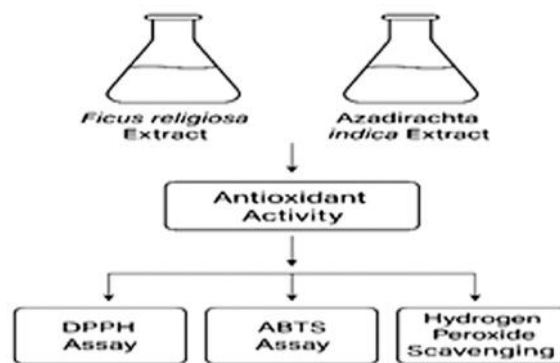 Ficus religiosa
Extract
Azadirachta
indica Extract
Antioxidant
Activity
DPPH
Assay
ABTS
Assay
Hydrogen
Peroxide
Scavenging